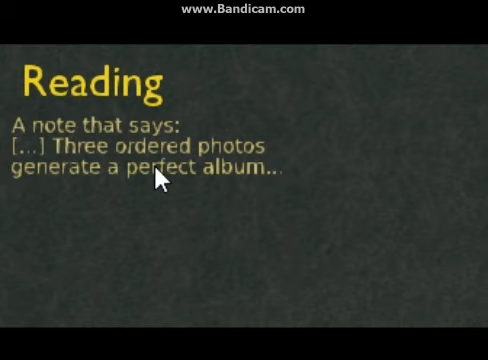 www.Bandicam.com
Reading
A note that says:
[...] Three ordered photos
generate a perfect album...